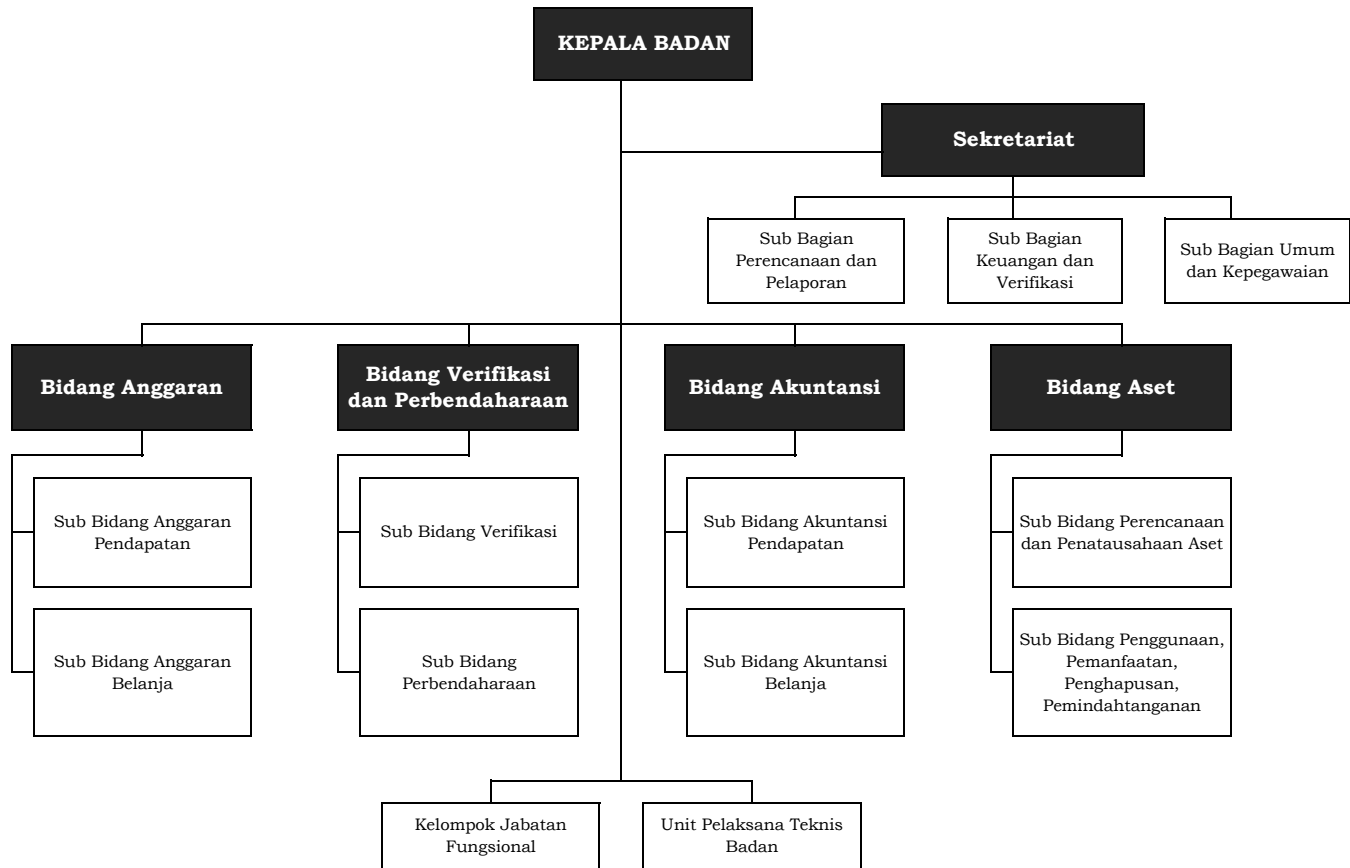 KEPALA BADAN
Sekretariat
Sub Bagian
Perencanaan dan
Pelaporan
Sub Bagian
Keuangan dan
Verifikasi
Sub Bagian Umum
dan Kepegawaian
Bidang Anggaran
Bidang Verifikasi
dan Perbendaharaan
Bidang Akuntansi
Bidang Aset
Sub Bidang Anggaran
Pendapatan
Sub Bidang Verifikasi
Sub Bidang Akuntansi
Pendapatan
Sub Bidang Perencanaan
dan Penatausahaan Aset
Sub Bidang Anggaran
Belanja
Sub Bidang
Perbendaharaan
Sub Bidang Akuntansi
Belanja
Sub Bidang Penggunaan,
Pemanfaatan,
Penghapusan,
Pemindahtanganan
Kelompok Jabatan
Fungsional
Unit Pelaksana Teknis
Badan